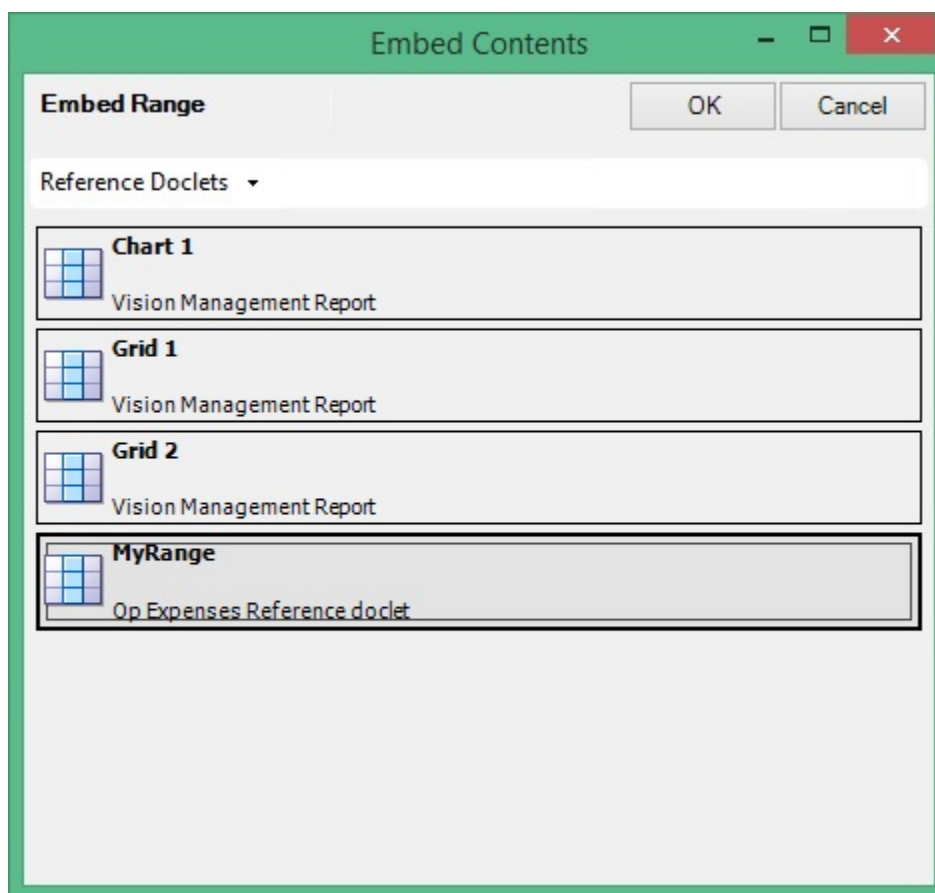 Embed Contents
Embed Range
OK
Cancel
Reference Doclets
Chart 1
Vision Management Report
Grid 1
Vision Management Report
Grid 2
Vision Management Report
MyRange
Op Expenses Reference doclet